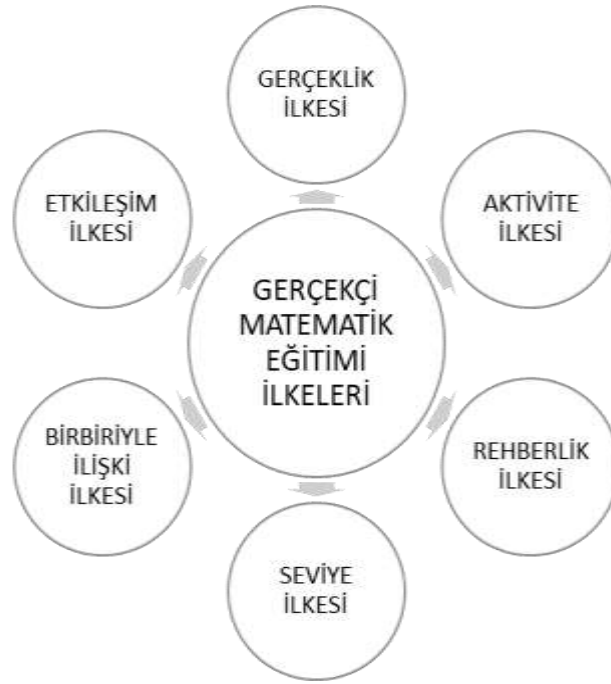 GERÇEKLİK
İLKESİ
ETKİLEŞİM
İLKESİ
AKTİVİTE
İLKESİ
GERÇEKÇİ
MATEMATİK
EĞİTİMİ
İLKELERİ
BİRBİRİYLE
İLİŞKİ
İLKESİ
REHBERLİK
İLKESİ
SEVİYE
İLKESİ